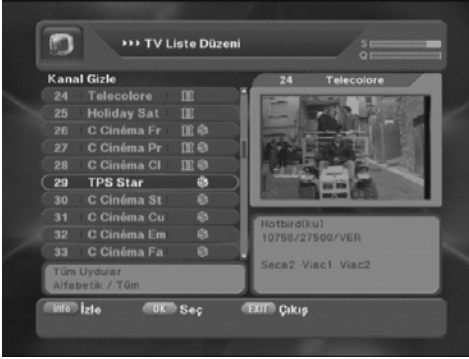 ››› TV Liste Düzeni
S
Q
Kanal Gizle
24 Telecolore
25 Holiday Sat
26 C Cinéma Fr
27 C Cinéma Pr
28 C Cinéma Cl
29 TPS Star
30 C Cinéma St
31 C Cinéma Cu
32 C Cinéma Em
33 C Cinéma Fa
Tüm Uydular
Alfabetik / Tüm
24 Telecolore
Hotbird(ku)
10758/27500/VER
Seca2 Viac1 Viac2
Info İzle OK Seç EXIT Çıkış